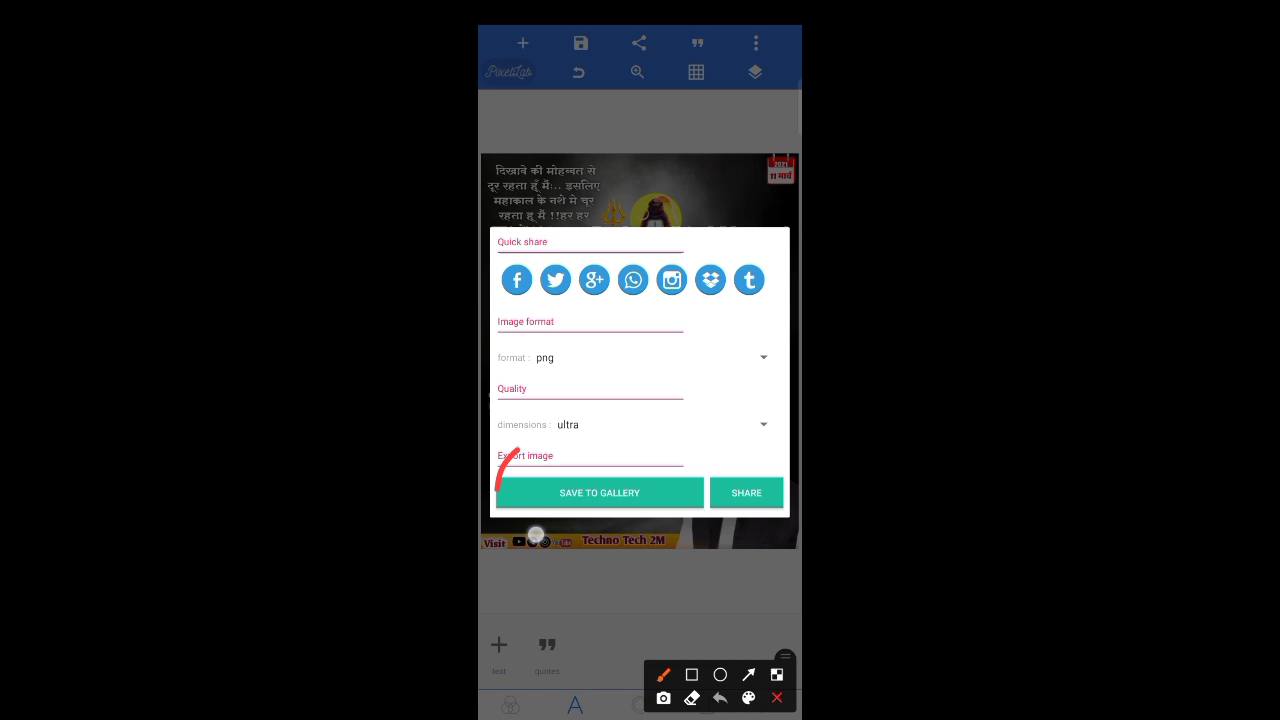 PixelLab
दिखावे की मोहब्बत से
दूर रहता हूँ मैं:.. इसलिए
महाकाल के नशे मे चूर
रहता हू मैं !!हर हर
2021
11 मार्च
Quick share
Image format
format : png
Quality
dimensions : ultra
Export image
SAVE TO GALLERY
SHARE
Visit
Techno Tech 2M
text
quotes